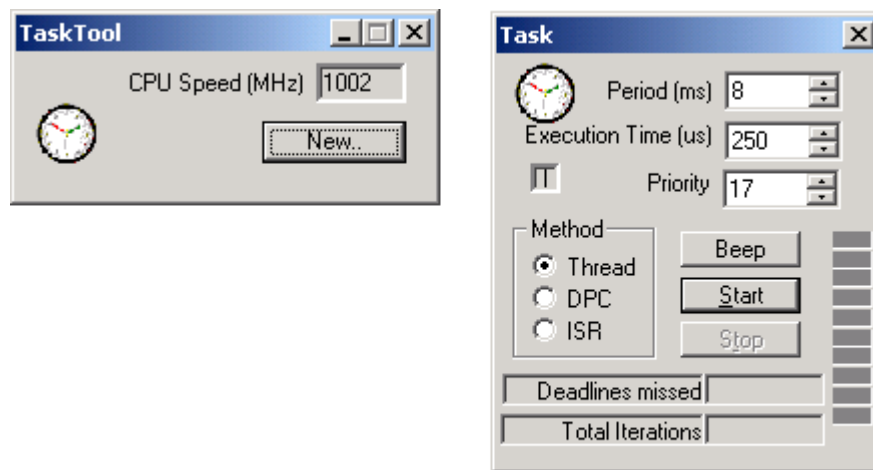 TaskTool
CPU Speed (MHz) 1002
New..
Task
Period (ms) 8
Execution Time (us) 250
Priority 17
Method
Thread
DPC
ISR
Beep
Start
Stop
Deadlines missed
Total Iterations